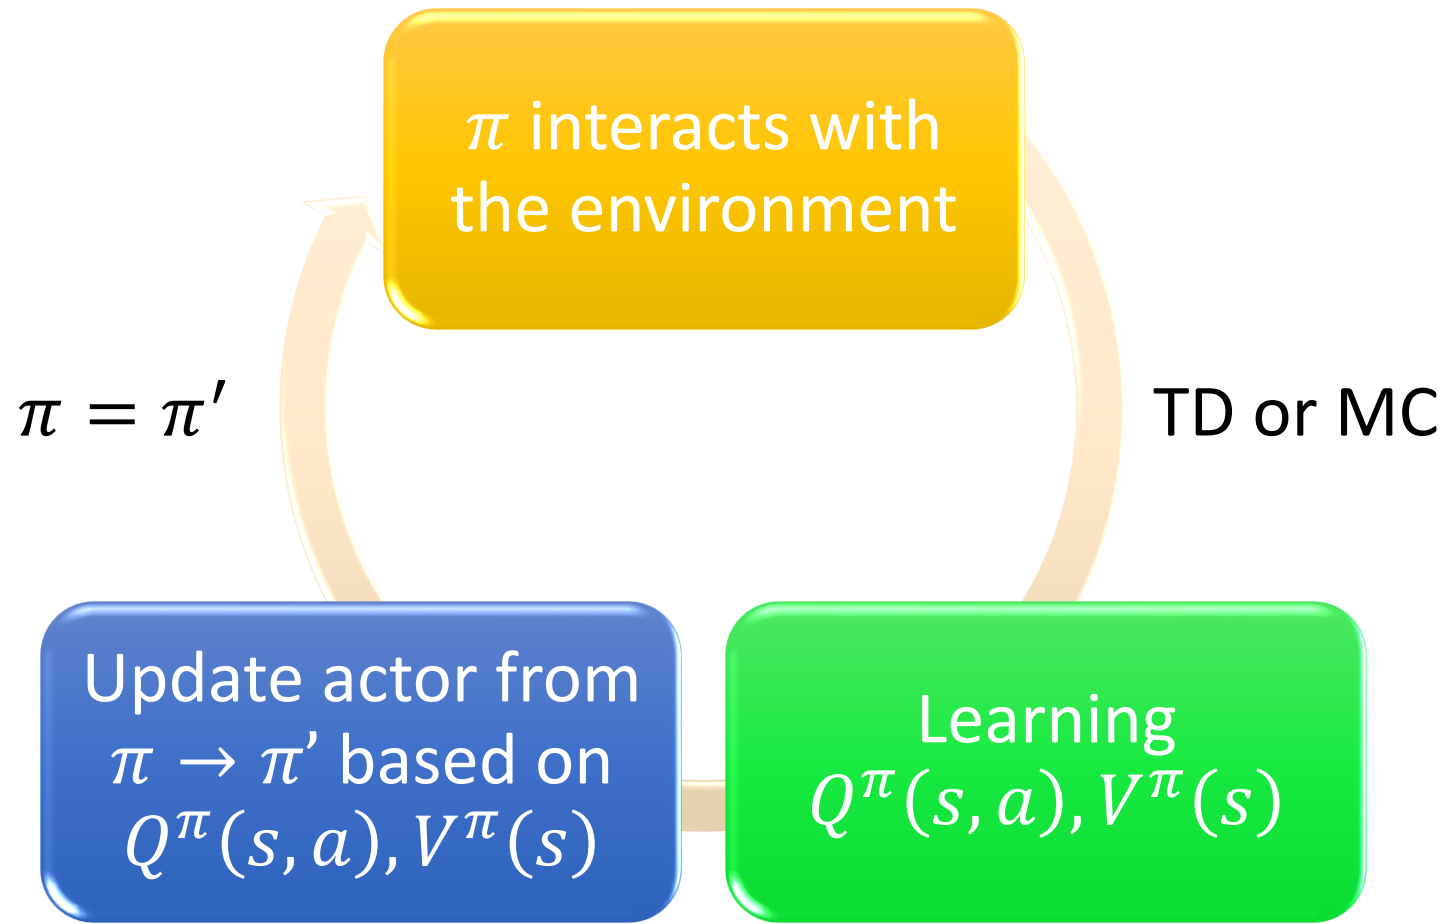 π interacts with
the environment
π = π′
TD or MC
Update actor from
π → π’ based on
Q^π(s, a), V^π(s)
Learning
Q^π(s, a), V^π(s)